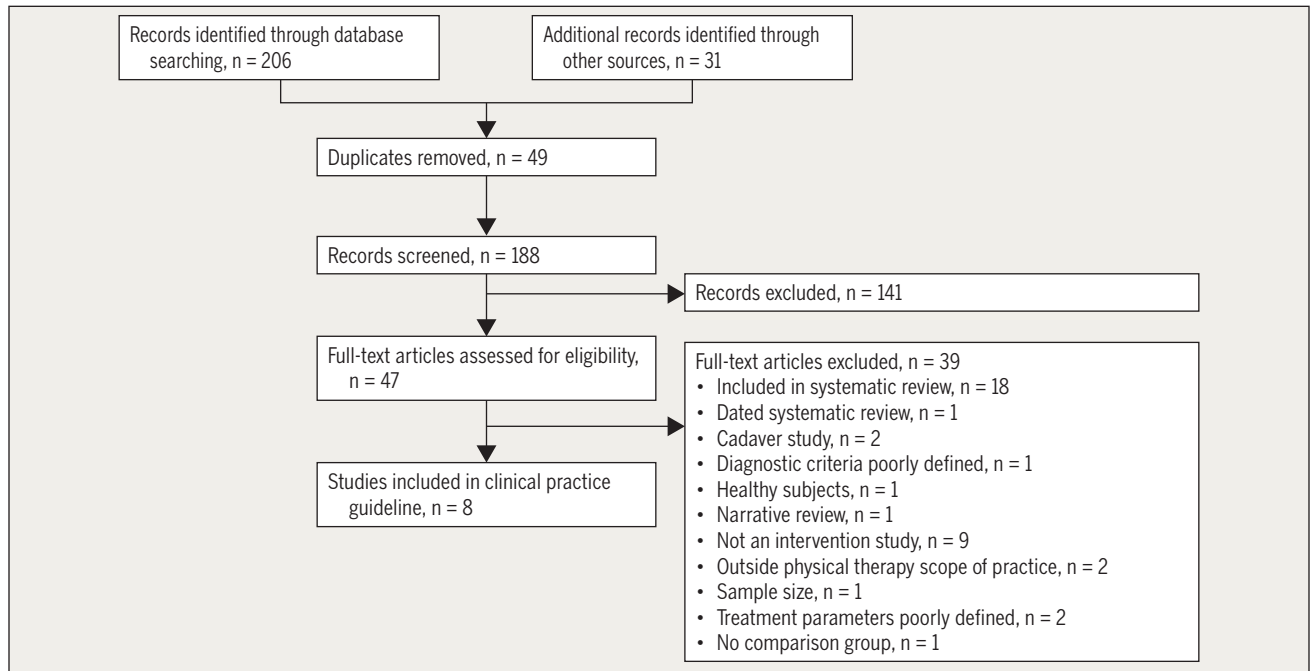 Records identified through database
searching, n = 206
Additional records identified through
other sources, n = 31
Duplicates removed, n = 49
Records screened, n = 188
Records excluded, n = 141
Full-text articles assessed for eligibility,
n = 47
Full-text articles excluded, n = 39
• Included in systematic review, n = 18
• Dated systematic review, n = 1
• Cadaver study, n = 2
• Diagnostic criteria poorly defined, n = 1
• Healthy subjects, n = 1
• Narrative review, n = 1
• Not an intervention study, n = 9
• Outside physical therapy scope of practice, n = 2
• Sample size, n = 1
• Treatment parameters poorly defined, n = 2
• No comparison group, n = 1
Studies included in clinical practice
guideline, n = 8